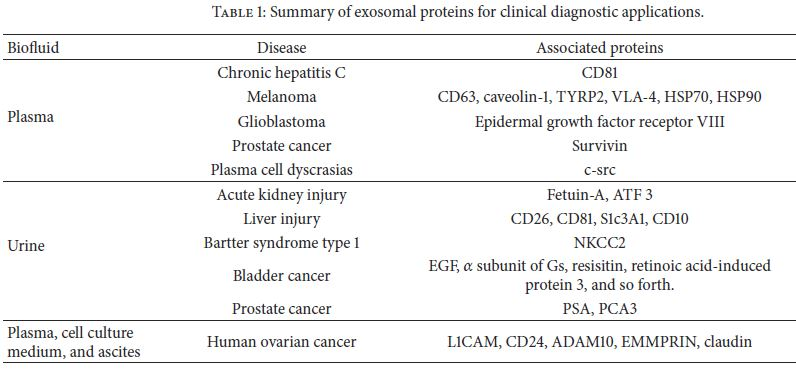 TABLE 1: Summary of exosomal proteins for clinical diagnostic applications.
Biofluid Disease Associated proteins
Plasma
Chronic hepatitis C CD81
Melanoma CD63, caveolin-1, TYRP2, VLA-4, HSP70, HSP90
Glioblastoma Epidermal growth factor receptor VIII
Prostate cancer Survivin
Plasma cell dyscrasias c-src
Urine
Acute kidney injury Fetuin-A, ATF 3
Liver injury CD26, CD81, S1c3A1, CD10
Bartter syndrome type 1 NKCC2
Bladder cancer EGF, α subunit of Gs, resisitin, retinoic acid-induced
protein 3, and so forth.
Prostate cancer PSA, PCA3
Plasma, cell culture
medium, and ascites
Human ovarian cancer L1CAM, CD24, ADAM10, EMMPRIN, claudin